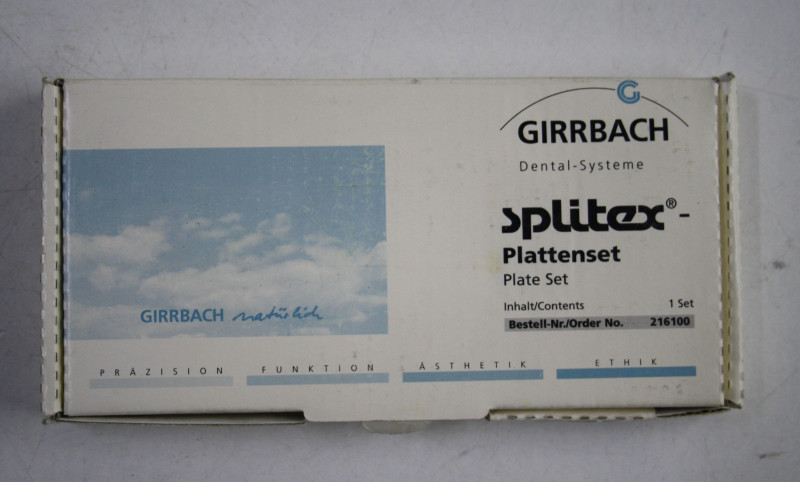 G
GIRRBACH
Dental-Systeme
splitex®-
Plattenset
Plate Set
Inhalt/Contents 1 Set
Bestell-Nr./Order No. 216100
GIRRBACH natürlich
PRÄZISION FUNKTION ÄSTHETIK ETHIK